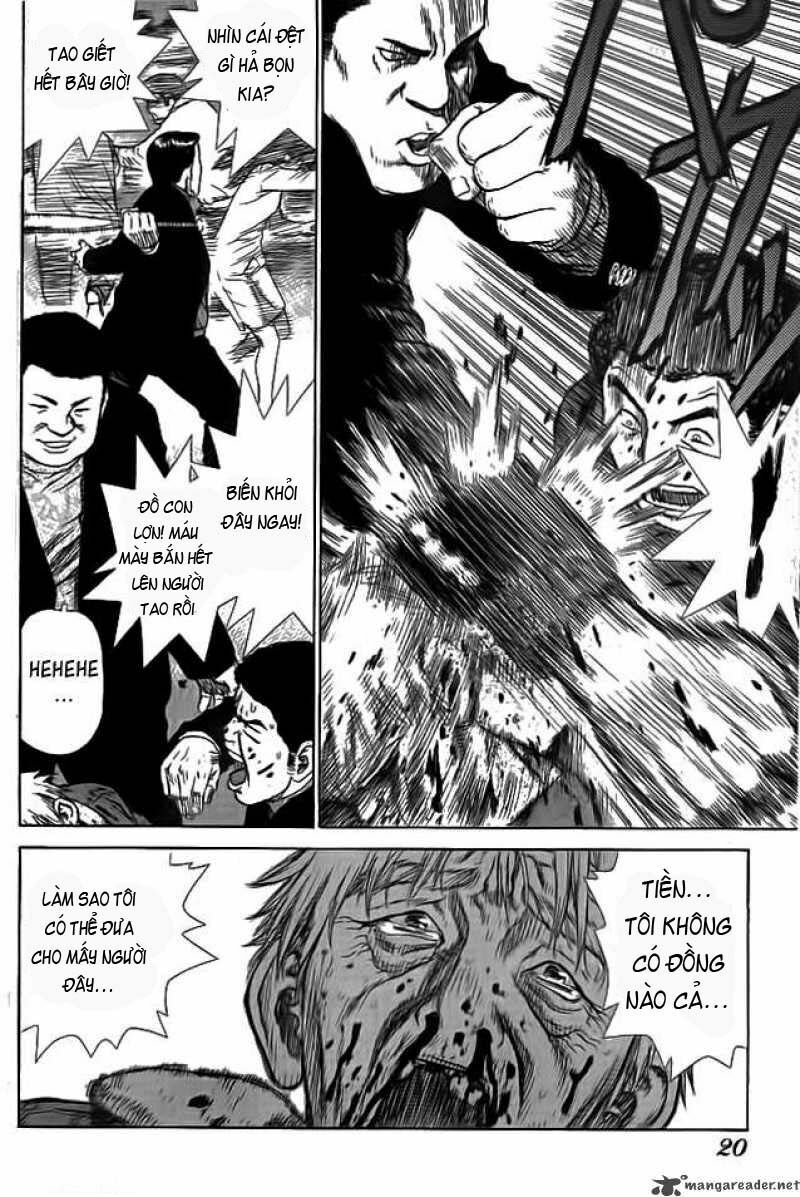 NHÌN CÁI ĐỆT
GÌ HẢ BỌN
KIA?
TAO GIẾT
HẾT BÂY GIỜ!
BIẾN KHỎI
ĐÂY NGAY!
ĐỒ CON
LỢN! MÁU
MÀY BẮN HẾT
LÊN NGƯỜI
TAO RỒI
HEHEHE
...
TIỀN...
TÔI KHÔNG
CÓ ĐỒNG
NÀO CẢ...
LÀM SAO TÔI
CÓ THỂ ĐƯA
CHO MẤY NGƯỜI
ĐÂY...
20
mangareader.net